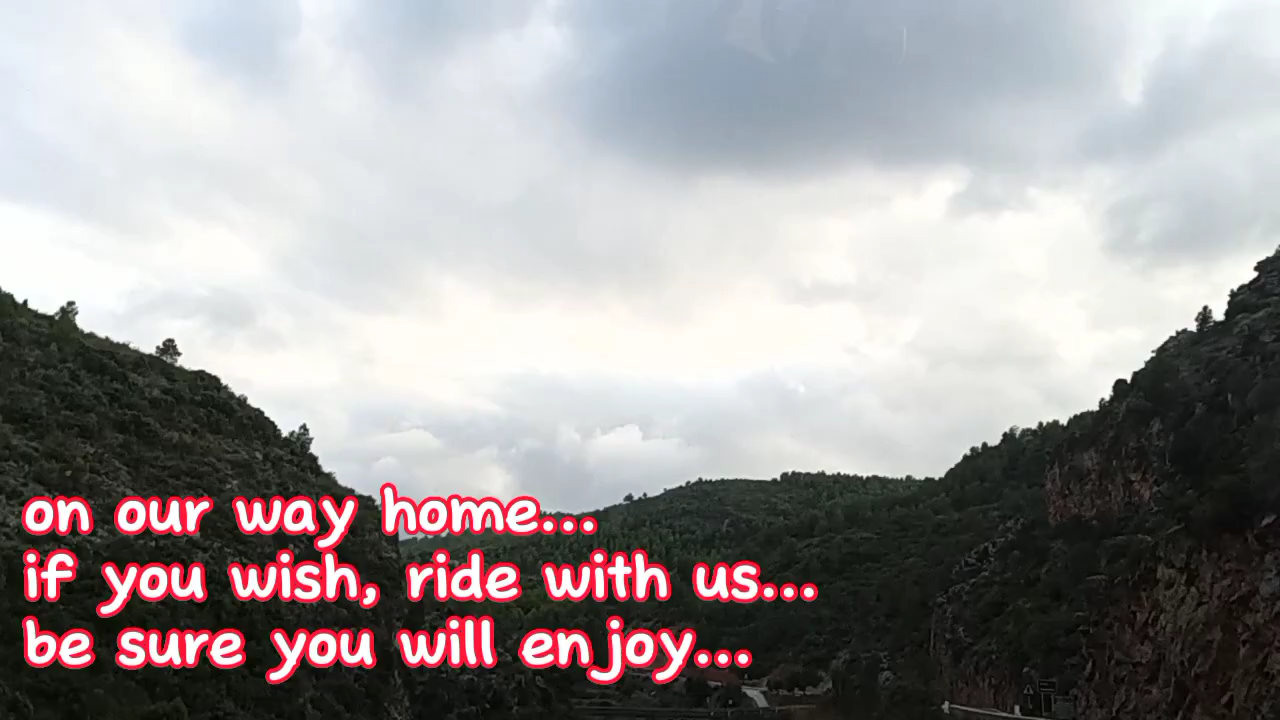 on our way home...
if you wish, ride with us...
be sure you will enjoy...